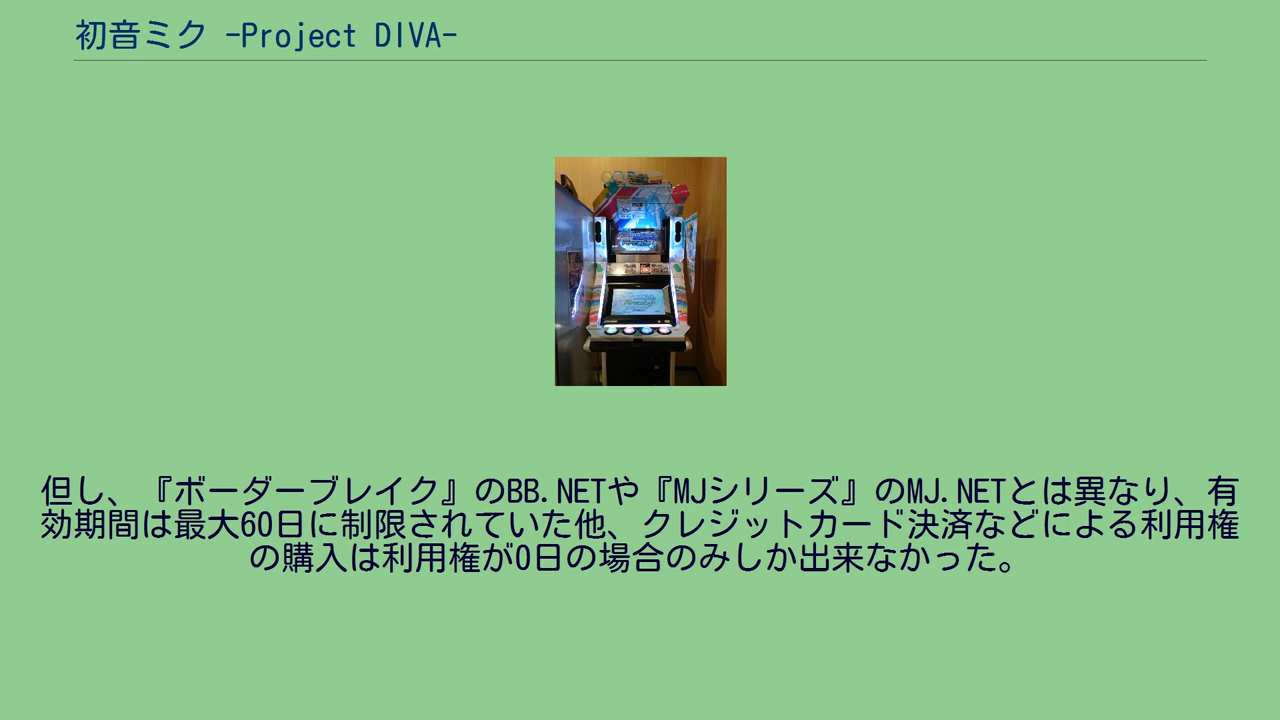 初音ミク -Project DIVA-
但し、『ボーダーブレイク』のBB.NETや『MJシリーズ』のMJ.NETとは異なり、有
効期間は最大60日に制限されていた他、クレジットカード決済などによる利用権
の購入は利用権が0日の場合のみしか出来なかった。